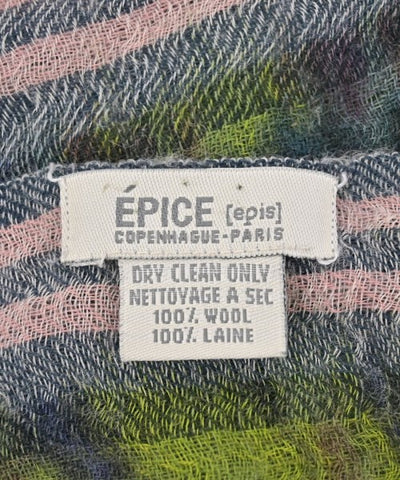 ÉPICE [epis]
COPENHAGUE-PARIS
DRY CLEAN ONLY
NETTOYAGE A SEC
100% WOOL
100% LAINE